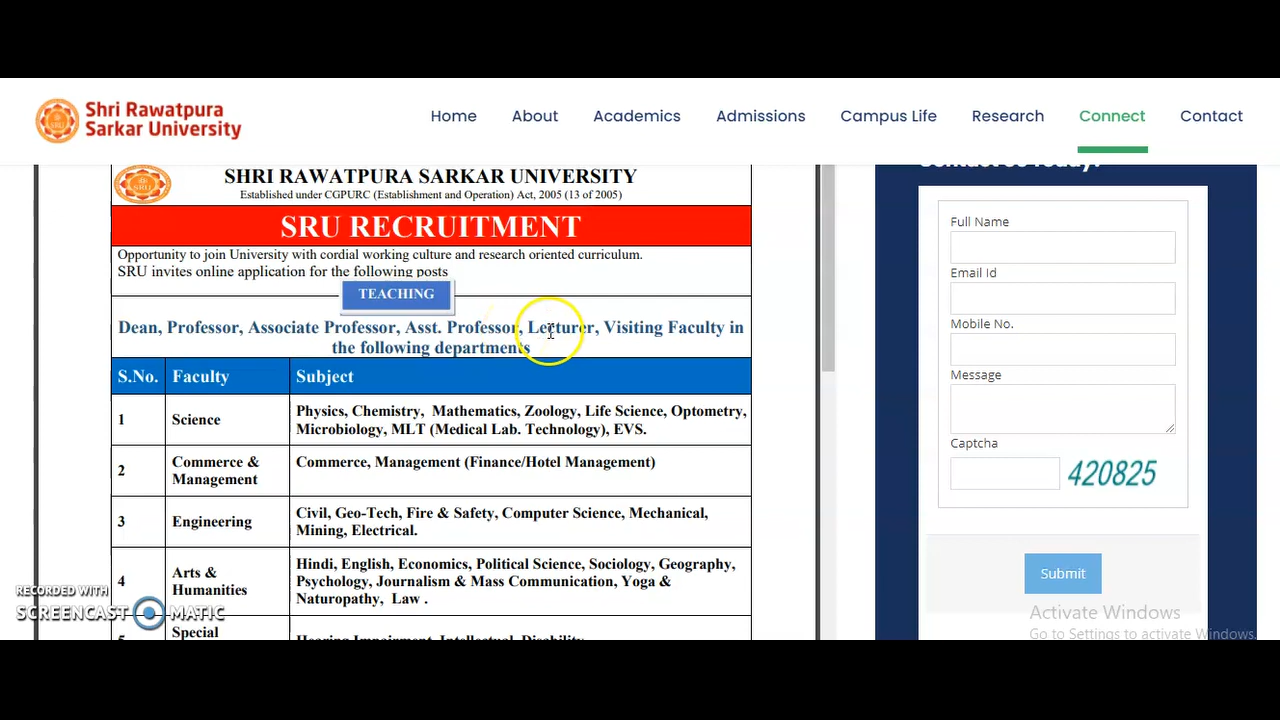 Shri Rawatpura
Sarkar University
Home About Academics Admissions Campus Life Research Connect Contact
SHRI RAWATPURA SARKAR UNIVERSITY
Established under CGPURC (Establishment and Operation) Act, 2005 (13 of 2005)
SRU RECRUITMENT
Opportunity to join University with cordial working culture and research oriented curriculum.
SRU invites online application for the following posts
TEACHING
Dean, Professor, Associate Professor, Asst. Professor, Lecturer, Visiting Faculty in
the following departments
S.No. Faculty Subject
1 Science Physics, Chemistry, Mathematics, Zoology, Life Science, Optometry,
Microbiology, MLT (Medical Lab. Technology), EVS.
2 Commerce &
Management
Commerce, Management (Finance/Hotel Management)
3 Engineering Civil, Geo-Tech, Fire & Safety, Computer Science, Mechanical,
Mining, Electrical.
4 Arts &
Humanities
Hindi, English, Economics, Political Science, Sociology, Geography,
Psychology, Journalism & Mass Communication, Yoga &
Naturopathy, Law .
Special
Hearing Impairment, Intellectual, Disability
Full Name
Email Id
Mobile No.
Message
Captcha
420825
Submit
Activate Windows
Go to Settings to activate Windows.
RECORDED WITH
SCREENCAST MATIC